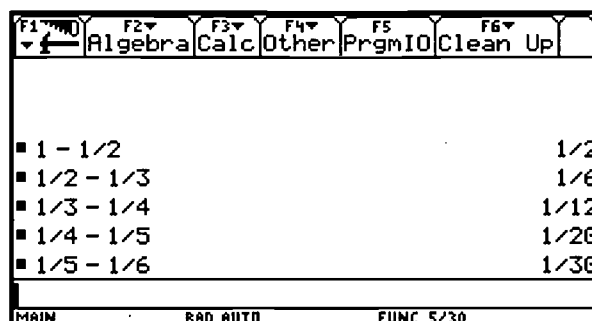 F1 F2 F3 F4 F5 F6
Algebra Calc Other PrgmIO Clean Up
1 - 1/2 1/2
1/2 - 1/3 1/6
1/3 - 1/4 1/12
1/4 - 1/5 1/20
1/5 - 1/6 1/30
MAIN RAD AUTO FUNC 5/30